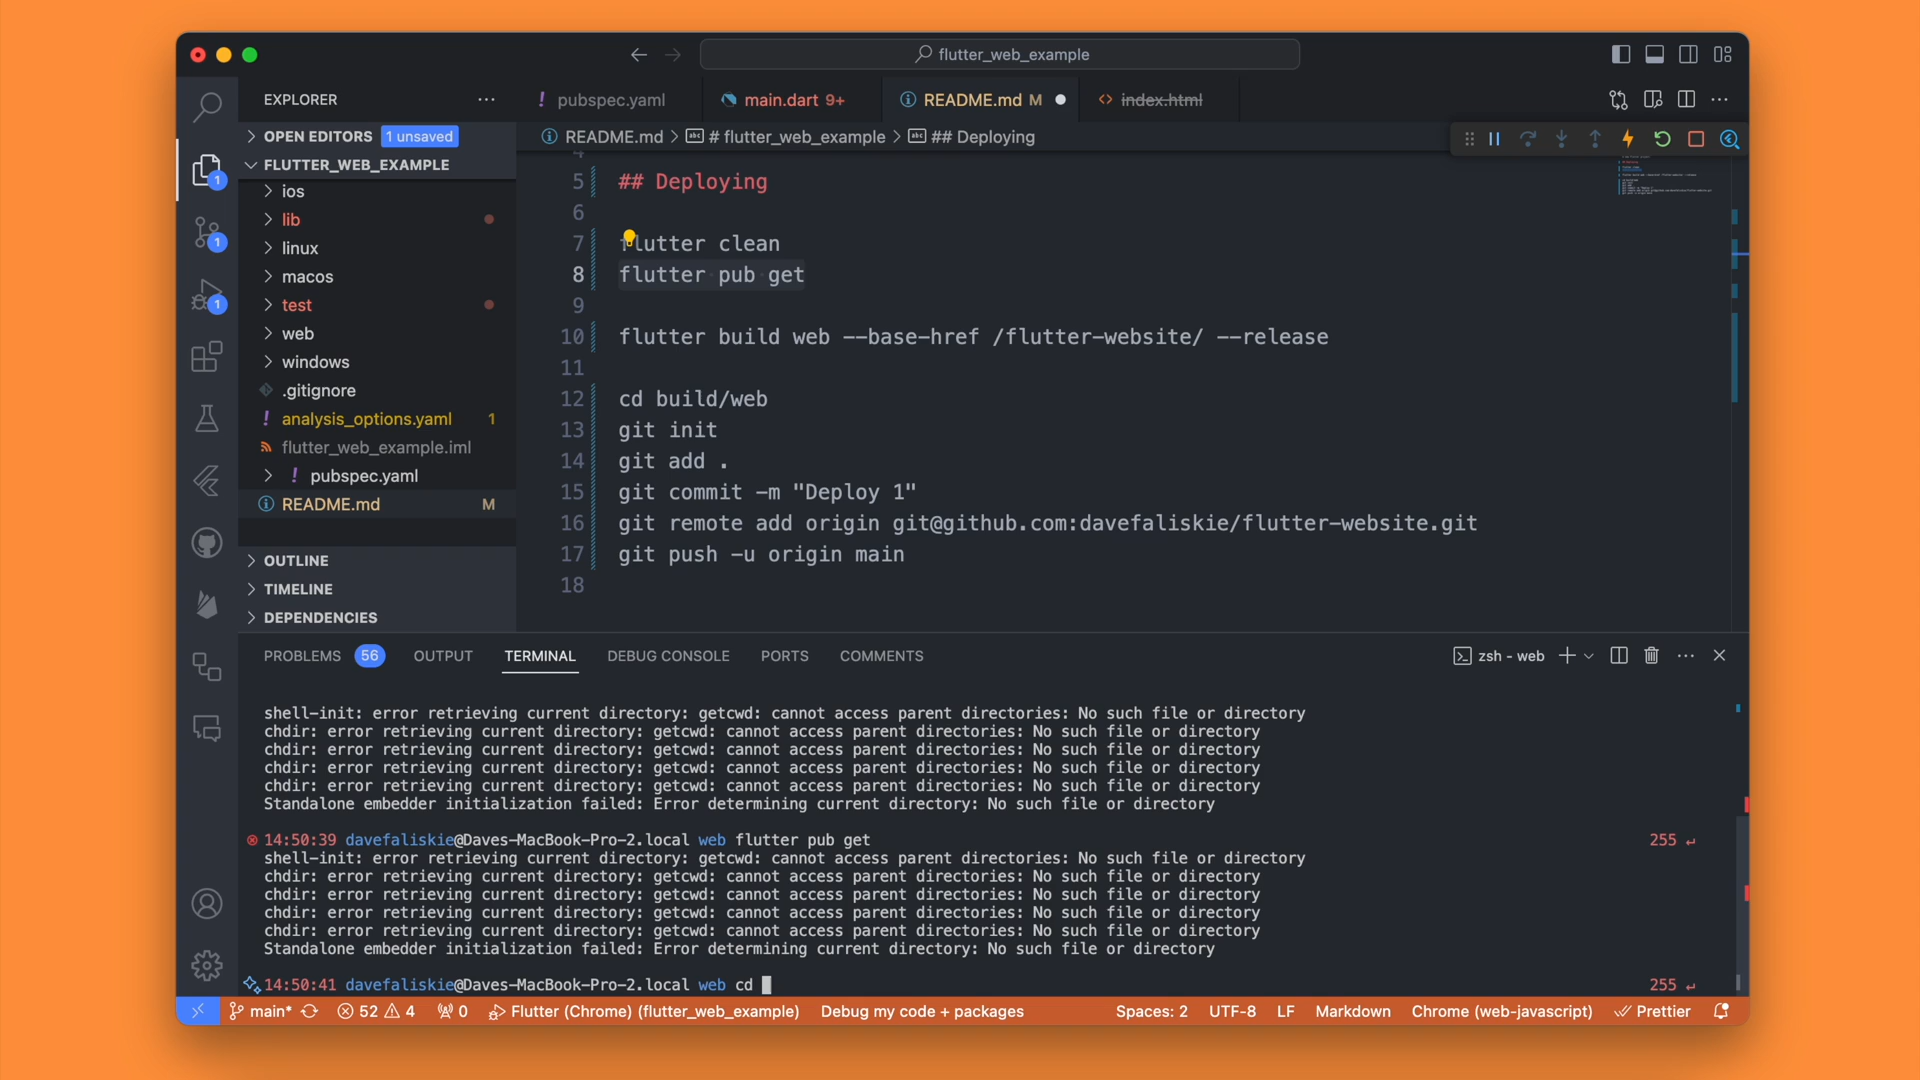 flutter_web_example
EXPLORER
pubspec.yaml
main.dart 9+
README.md M
index.html
OPEN EDITORS 1 unsaved
README.md > # flutter_web_example > ## Deploying
FLUTTER_WEB_EXAMPLE
ios
lib
linux
macos
test
web
windows
.gitignore
analysis_options.yaml 1
flutter_web_example.iml
pubspec.yaml
README.md M
OUTLINE
TIMELINE
DEPENDENCIES
1
1
1
4
5 ## Deploying
6
7 flutter clean
8 flutter pub get
9
10 flutter build web --base-href /flutter-website/ --release
11
12 cd build/web
13 git init
14 git add .
15 git commit -m "Deploy 1"
16 git remote add origin git@github.com:davefaliskie/flutter-website.git
17 git push -u origin main
18
PROBLEMS 56 OUTPUT TERMINAL DEBUG CONSOLE PORTS COMMENTS
zsh - web
shell-init: error retrieving current directory: getcwd: cannot access parent directories: No such file or directory
chdir: error retrieving current directory: getcwd: cannot access parent directories: No such file or directory
chdir: error retrieving current directory: getcwd: cannot access parent directories: No such file or directory
chdir: error retrieving current directory: getcwd: cannot access parent directories: No such file or directory
chdir: error retrieving current directory: getcwd: cannot access parent directories: No such file or directory
Standalone embedder initialization failed: Error determining current directory: No such file or directory
14:50:39 davefaliskie@Daves-MacBook-Pro-2.local web flutter pub get 255 ↵
shell-init: error retrieving current directory: getcwd: cannot access parent directories: No such file or directory
chdir: error retrieving current directory: getcwd: cannot access parent directories: No such file or directory
chdir: error retrieving current directory: getcwd: cannot access parent directories: No such file or directory
chdir: error retrieving current directory: getcwd: cannot access parent directories: No such file or directory
chdir: error retrieving current directory: getcwd: cannot access parent directories: No such file or directory
Standalone embedder initialization failed: Error determining current directory: No such file or directory
14:50:41 davefaliskie@Daves-MacBook-Pro-2.local web cd 255 ↵
main* 52 4 0 Flutter (Chrome) (flutter_web_example) Debug my code + packages Spaces: 2 UTF-8 LF Markdown Chrome (web-javascript) Prettier